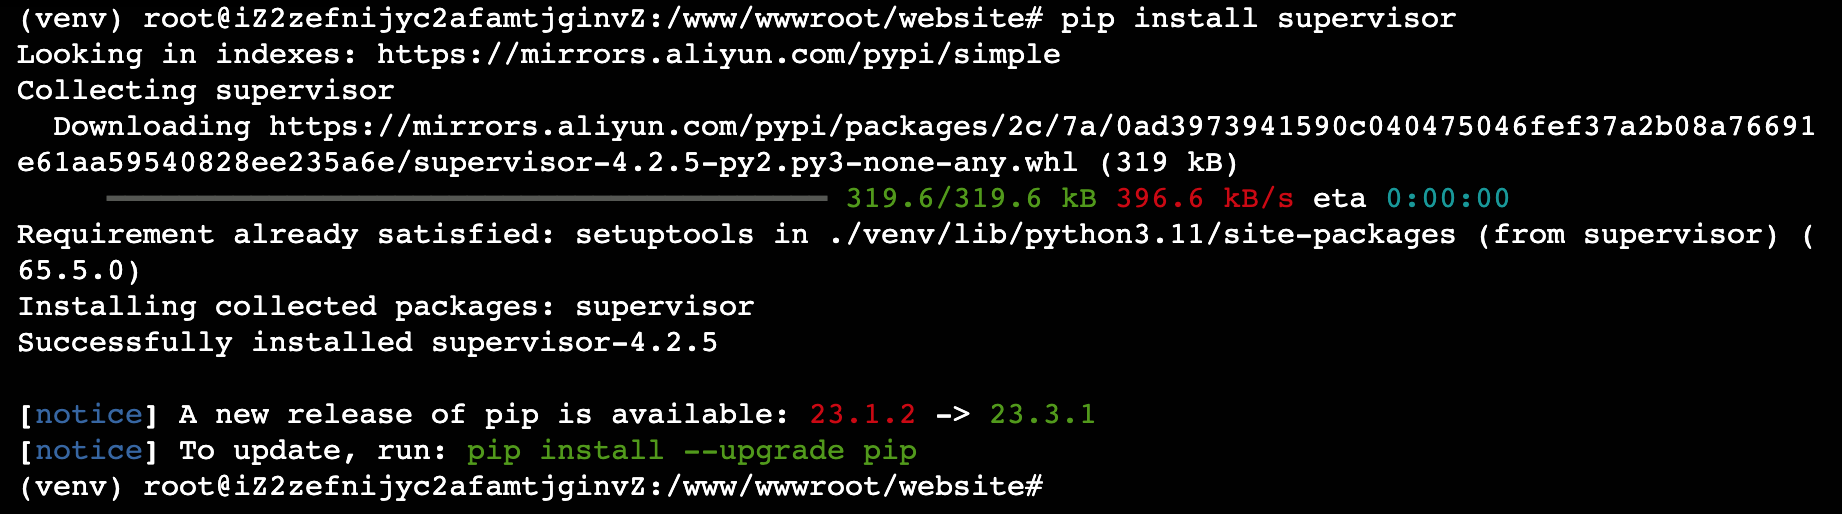 (venv) root@iZ2zefnijyc2afamtjginvZ:/www/wwwroot/website# pip install supervisor
Looking in indexes: https://mirrors.aliyun.com/pypi/simple
Collecting supervisor
  Downloading https://mirrors.aliyun.com/pypi/packages/2c/7a/0ad3973941590c040475046fef37a2b08a76691
e61aa59540828ee235a6e/supervisor-4.2.5-py2.py3-none-any.whl (319 kB)
319.6/319.6 kB 396.6 kB/s eta 0:00:00
Requirement already satisfied: setuptools in ./venv/lib/python3.11/site-packages (from supervisor) (
65.5.0)
Installing collected packages: supervisor
Successfully installed supervisor-4.2.5

[notice] A new release of pip is available: 23.1.2 -> 23.3.1
[notice] To update, run: pip install --upgrade pip
(venv) root@iZ2zefnijyc2afamtjginvZ:/www/wwwroot/website#